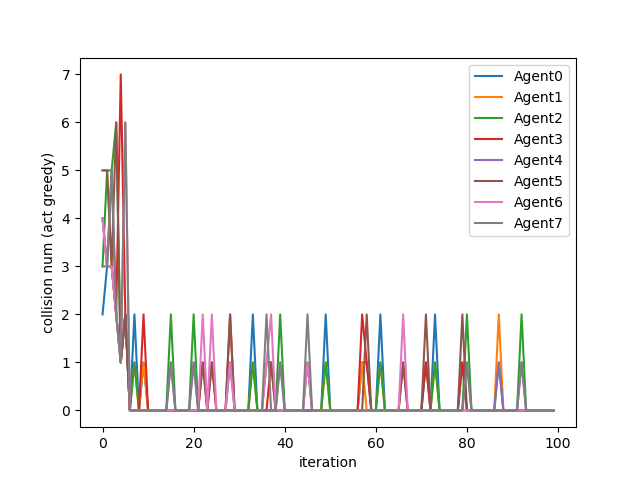 collision num (act greedy)
7
6
5
4
3
2
1
0
0 20 40 60 80 100
iteration
Agent0
Agent1
Agent2
Agent3
Agent4
Agent5
Agent6
Agent7